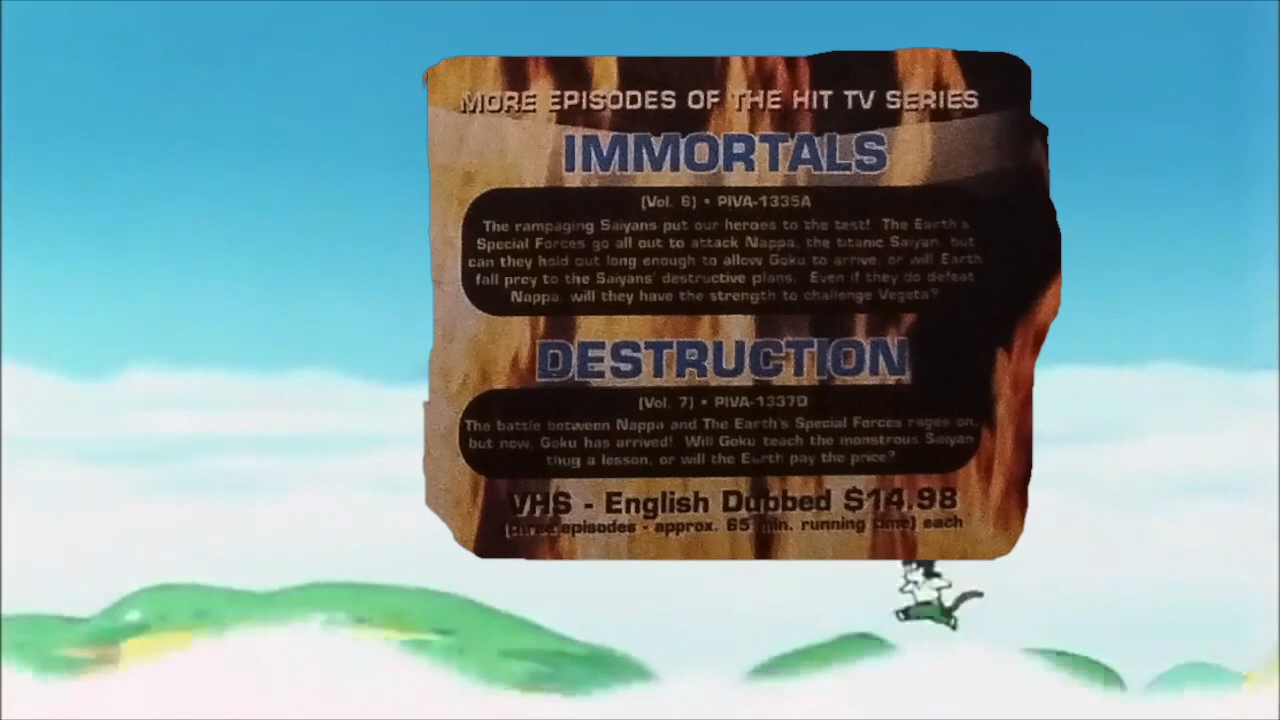 MORE EPISODES OF THE HIT TV SERIES
IMMORTALS
(Vol. 6) • PIVA-1335A
The rampaging Saiyans put our heroes to the test! The Earth's
Special Forces go all out to attack Nappa, the titanic Saiyan, but
can they hold out long enough to allow Goku to arrive, or will Earth
fall prey to the Saiyans' destructive plans. Even if they do defeat
Nappa, will they have the strength to challenge Vegeta?
DESTRUCTION
(Vol. 7) • PIVA-1337D
The battle between Nappa and The Earth's Special Forces rages on,
but now, Goku has arrived! Will Goku teach the monstrous Saiyan
thug a lesson, or will the Earth pay the price?
VHS - English Dubbed $14.98
(three episodes - approx. 65 min. running time) each